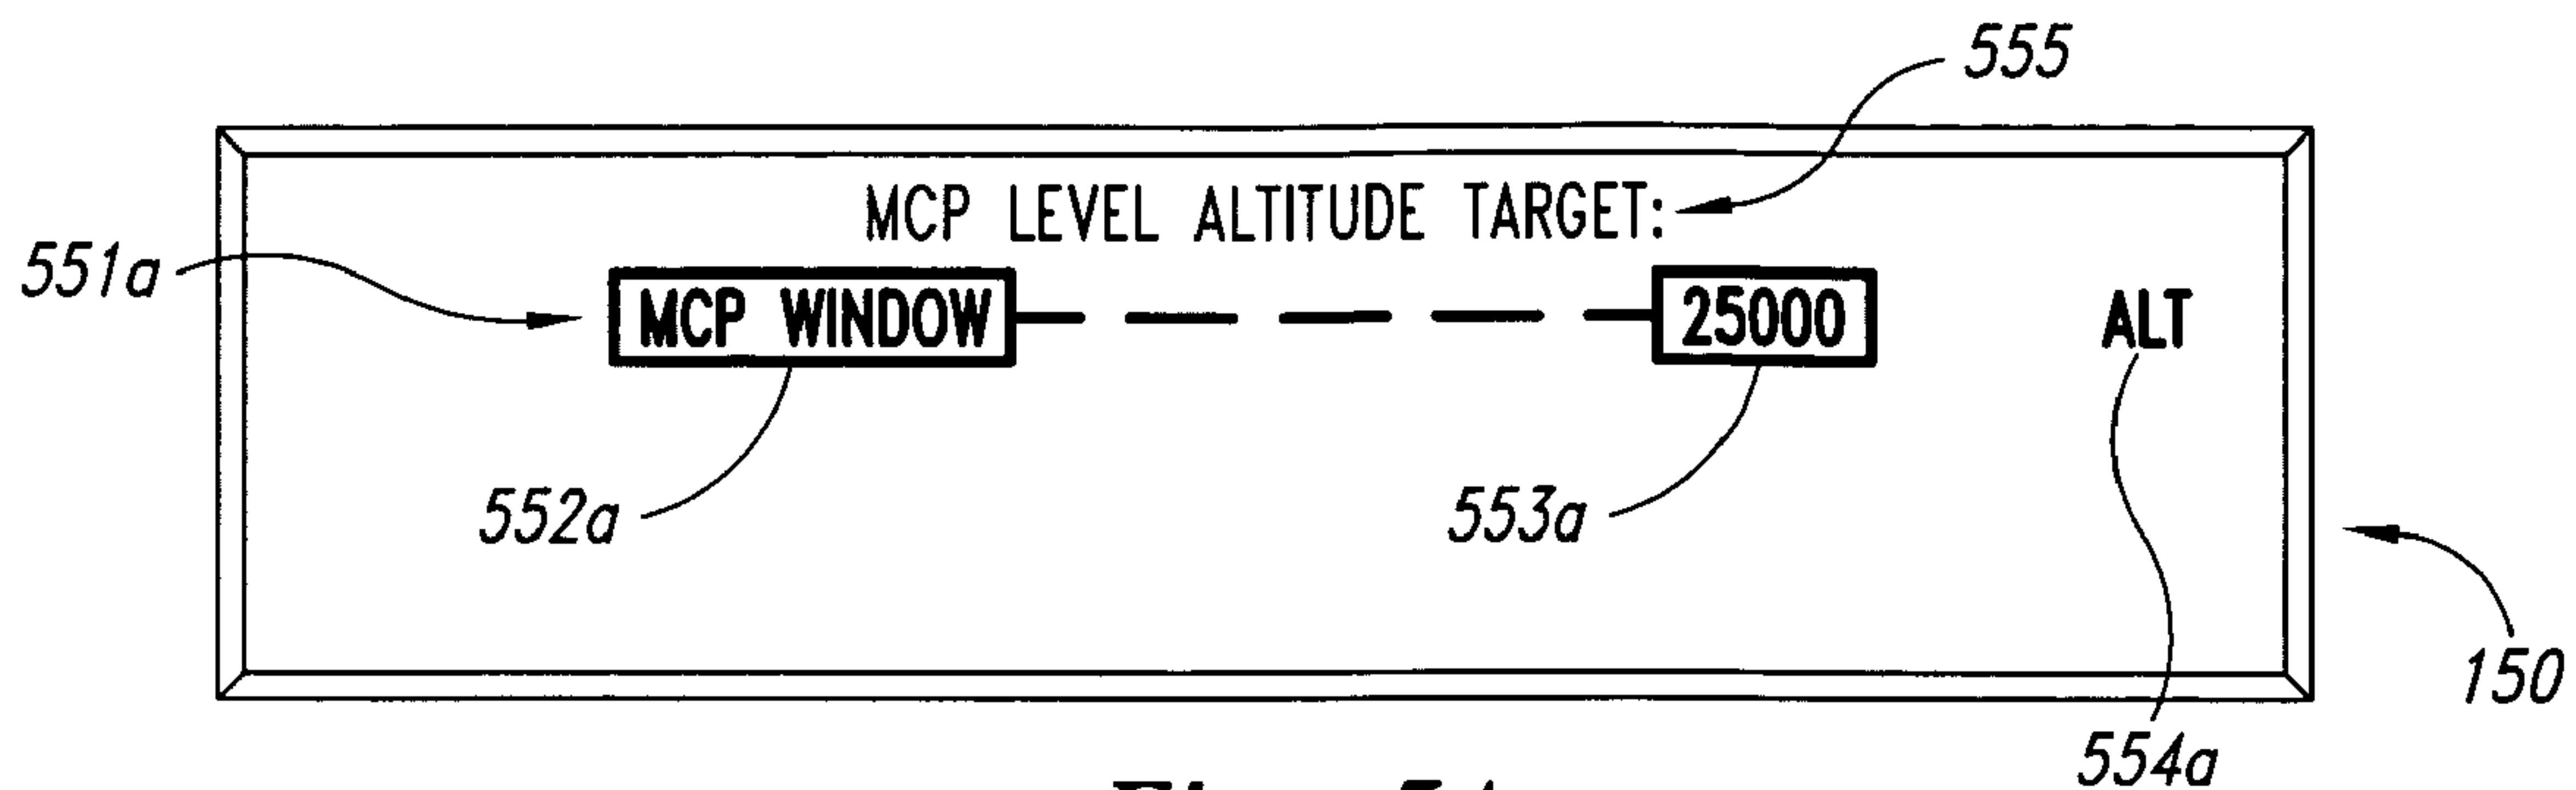 555
MCP LEVEL ALTITUDE TARGET:
551a
MCP WINDOW 25000 ALT
552a 553a
150
554a